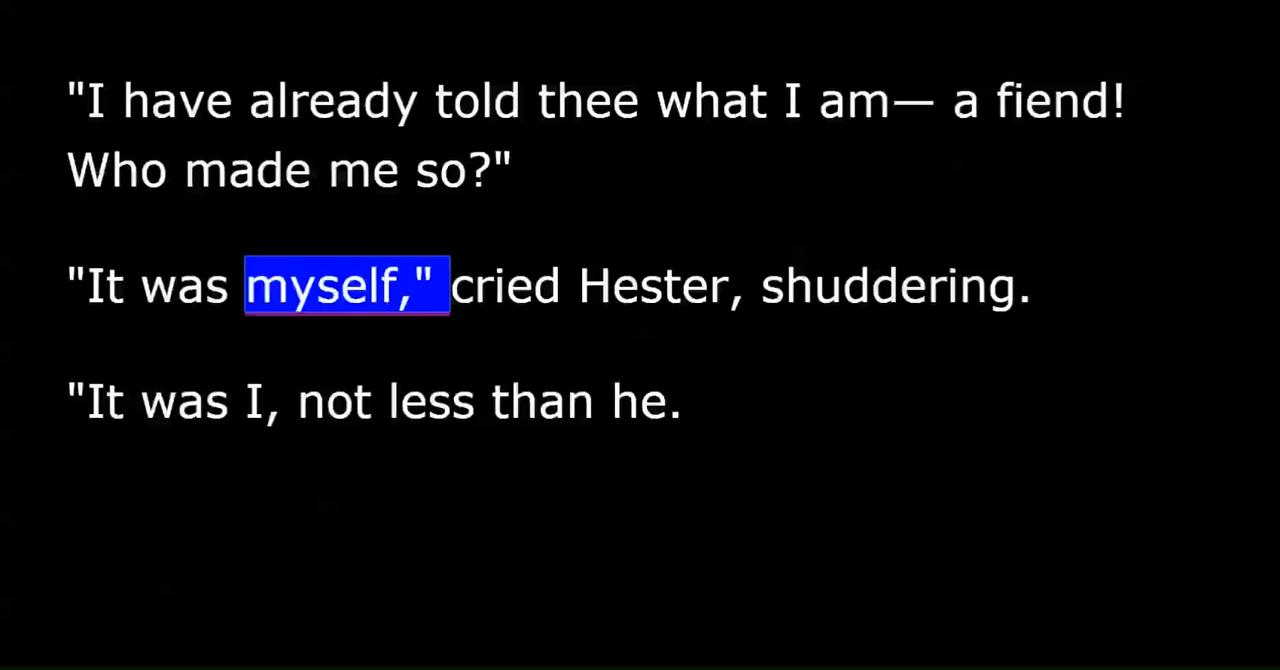 "I have already told thee what I am— a fiend!
Who made me so?"
"It was myself," cried Hester, shuddering.
"It was I, not less than he.